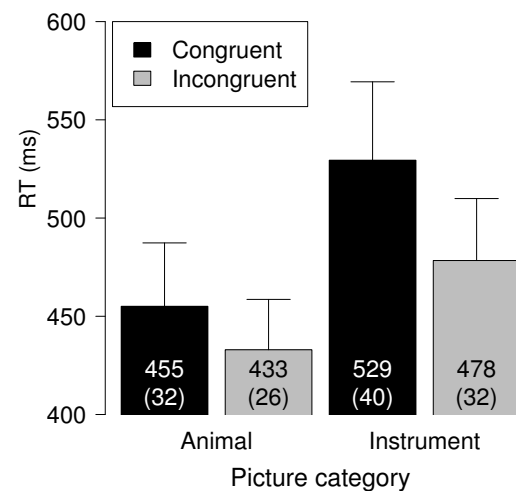 600
550
500
450
400
RT (ms)
Congruent
Incongruent
455
(32)
433
(26)
529
(40)
478
(32)
Animal
Instrument
Picture category